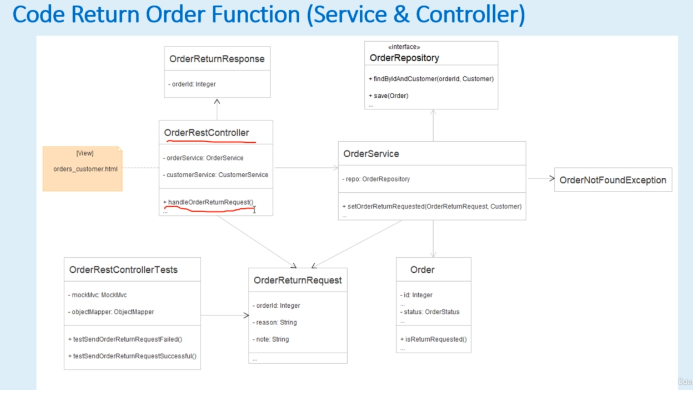 Code Return Order Function (Service & Controller)
OrderReturnResponse
- orderId: Integer
«interface»
OrderRepository
+ findByIdAndCustomer(orderId, Customer)
+ save(Order)
...
OrderRestController
- orderService: OrderService
- customerService: CustomerService
+ handleOrderReturnRequest()
...
[View]
orders_customer.html
OrderService
- repo: OrderRepository
+ setOrderReturnRequested(OrderReturnRequest, Customer)
...
OrderNotFoundException
OrderRestControllerTests
- mockMvc: MockMvc
- objectMapper: ObjectMapper
+ testSendOrderReturnRequestFailed()
+ testSendOrderReturnRequestSuccessful()
OrderReturnRequest
- orderId: Integer
- reason: String
- note: String
...
Order
- id: Integer
...
- status: OrderStatus
...
+ isReturnRequested()
...